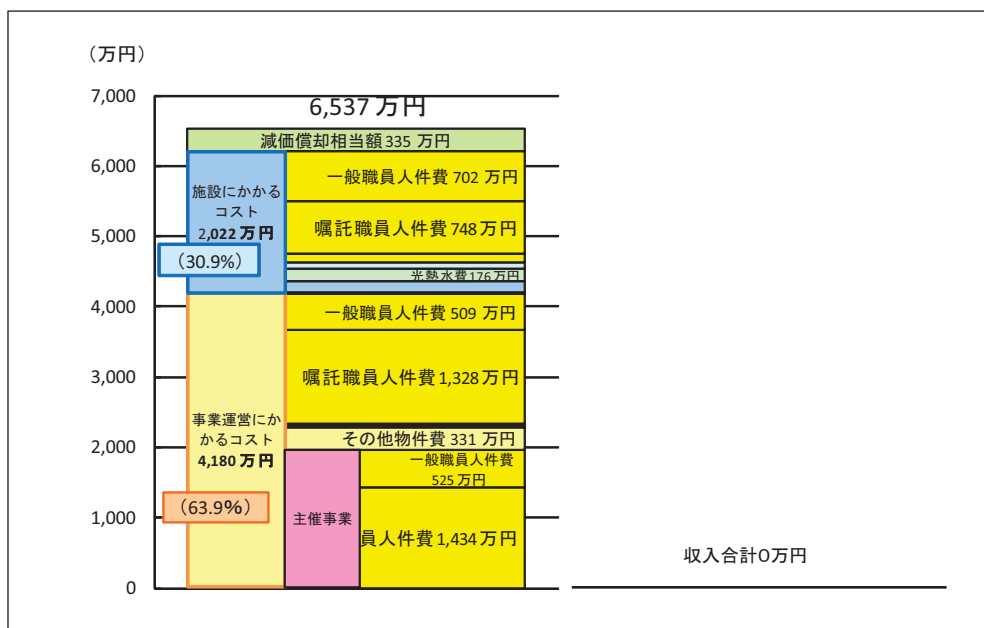 （万円）
7,000
6,537 万円
減価償却相当額 335 万円
6,000
一般職員人件費 702 万円
施設にかかる
コスト
2,022 万円
嘱託職員人件費 748 万円
5,000
（30.9%）
光熱水費 176 万円
4,000
一般職員人件費 509 万円
3,000
嘱託職員人件費 1,328 万円
事業運営にか
かるコスト
4,180 万円
その他物件費 331 万円
2,000
一般職員人件費
525 万円
（63.9%）
1,000
主催事業
員人件費 1,434 万円
収入合計0万円
0